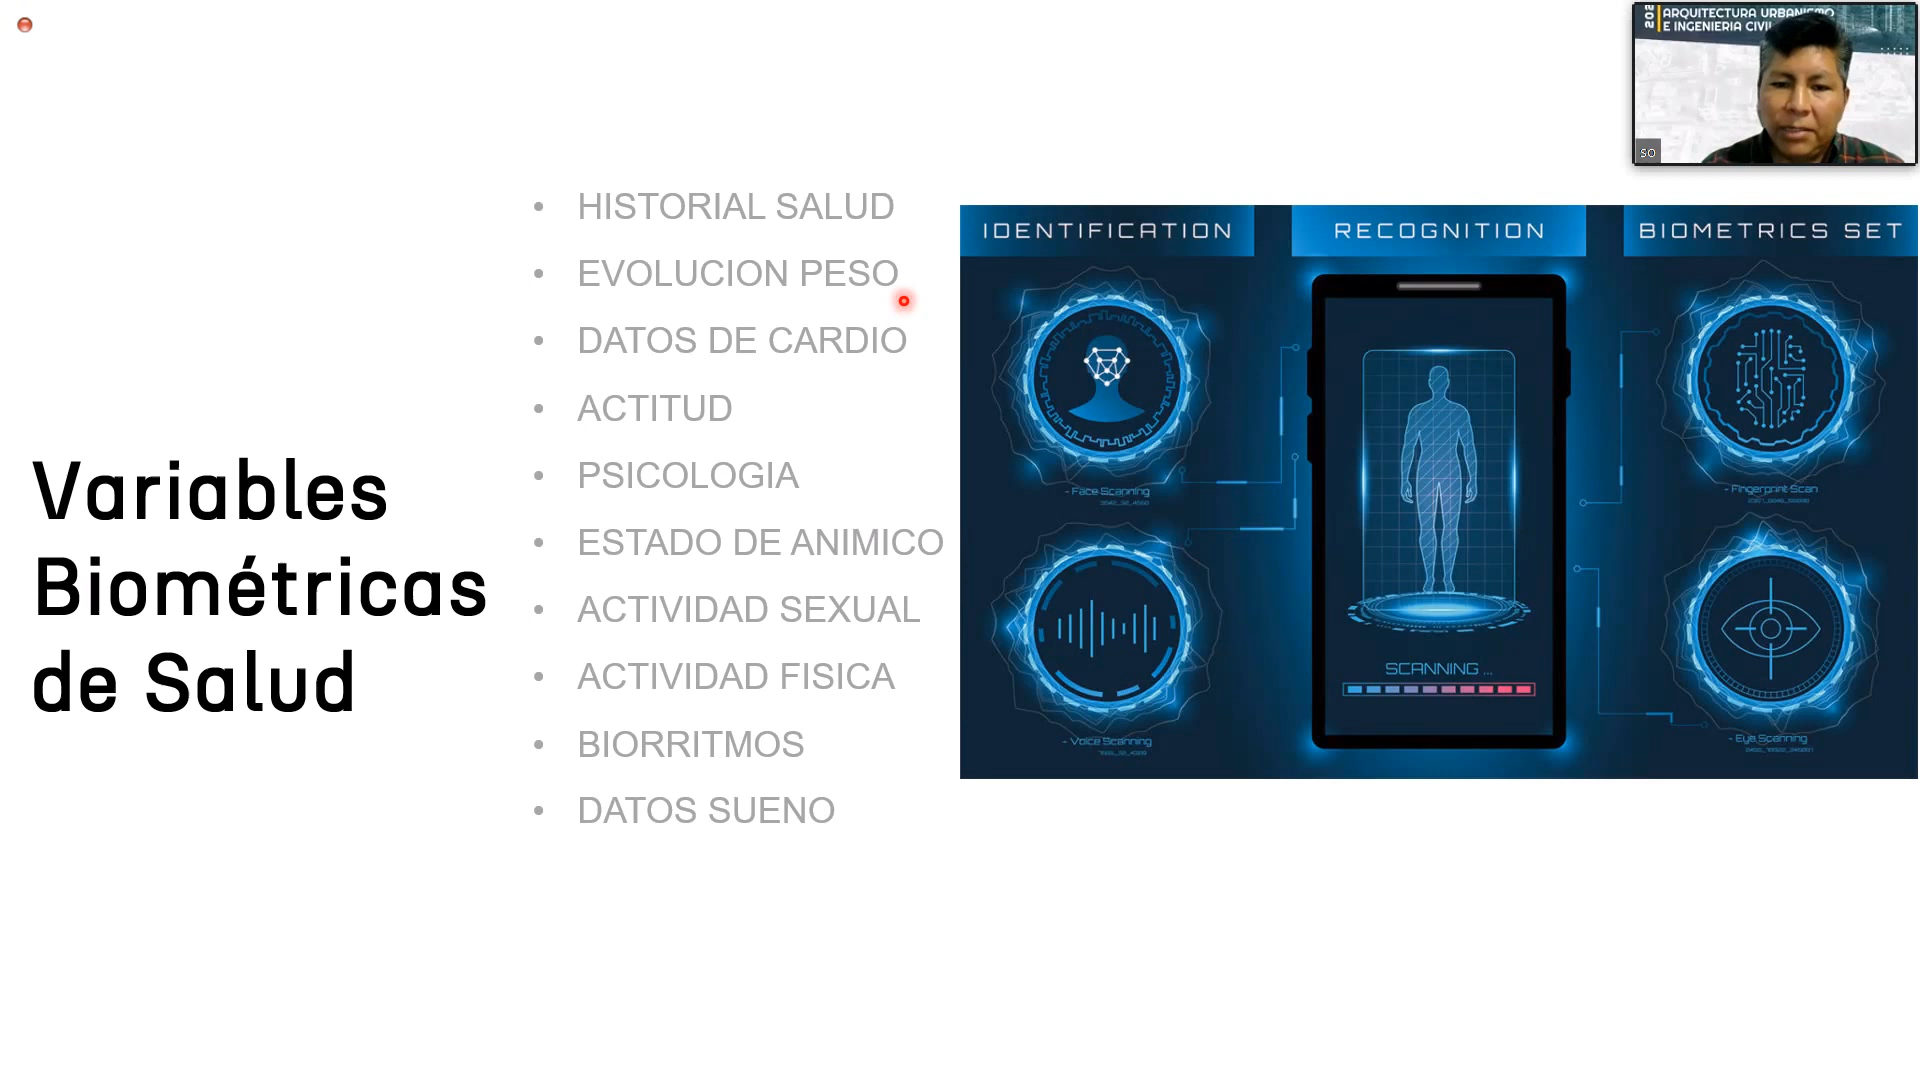 ARQUITECTURA URBANISMO
E INGENIERIA CIVIL
SO
Variables
Biométricas
de Salud
• HISTORIAL SALUD
• EVOLUCION PESO
• DATOS DE CARDIO
• ACTITUD
• PSICOLOGIA
• ESTADO DE ANIMICO
• ACTIVIDAD SEXUAL
• ACTIVIDAD FISICA
• BIORRITMOS
• DATOS SUENO
IDENTIFICATION
RECOGNITION
BIOMETRICS SET
- Face Scanning
- Fingerprint Scan
SCANNING ...
- Voice Scanning
- Eye Scanning